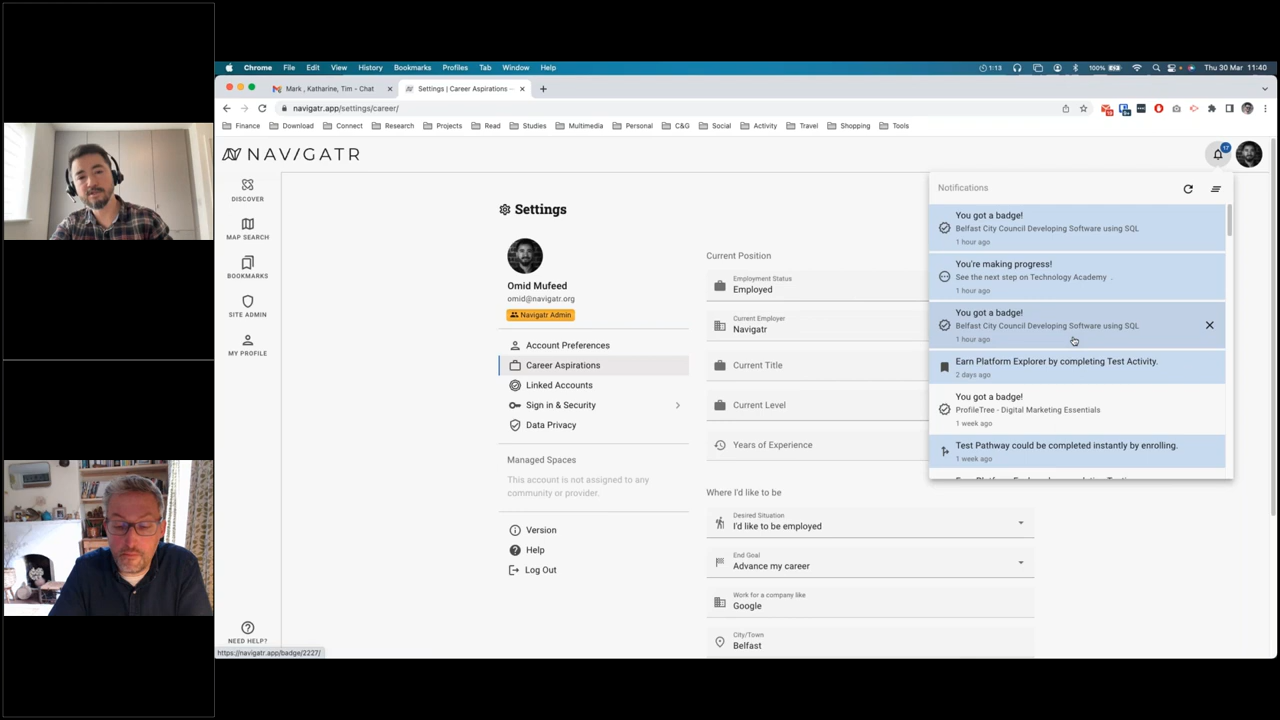 Chrome File Edit View History Bookmarks Profiles Tab Window Help
1:13 100% Thu 30 Mar 11:40
Mark , Katharine, Tim - Chat
Settings | Career Aspirations
navigatr.app/settings/career/
Finance Download Connect Research Projects Read Studies Multimedia Personal C&G Social Activity Travel Shopping Tools
NAVIGATR
17
DISCOVER
MAP SEARCH
BOOKMARKS
SITE ADMIN
MY PROFILE
NEED HELP?
https://navigatr.app/badge/2227/
Settings
Omid Mufeed
omid@navigatr.org
Navigatr Admin
Account Preferences
Career Aspirations
Linked Accounts
Sign in & Security
Data Privacy
Managed Spaces
This account is not assigned to any
community or provider.
Version
Help
Log Out
Current Position
Employment Status
Employed
Current Employer
Navigatr
Current Title
Current Level
Years of Experience
Where I'd like to be
Desired Situation
I'd like to be employed
End Goal
Advance my career
Work for a company like
Google
City/Town
Belfast
Notifications
You got a badge!
Belfast City Council Developing Software using SQL
1 hour ago
You're making progress!
See the next step on Technology Academy .
1 hour ago
You got a badge!
Belfast City Council Developing Software using SQL
1 hour ago
Earn Platform Explorer by completing Test Activity.
2 days ago
You got a badge!
ProfileTree - Digital Marketing Essentials
1 week ago
Test Pathway could be completed instantly by enrolling.
1 week ago